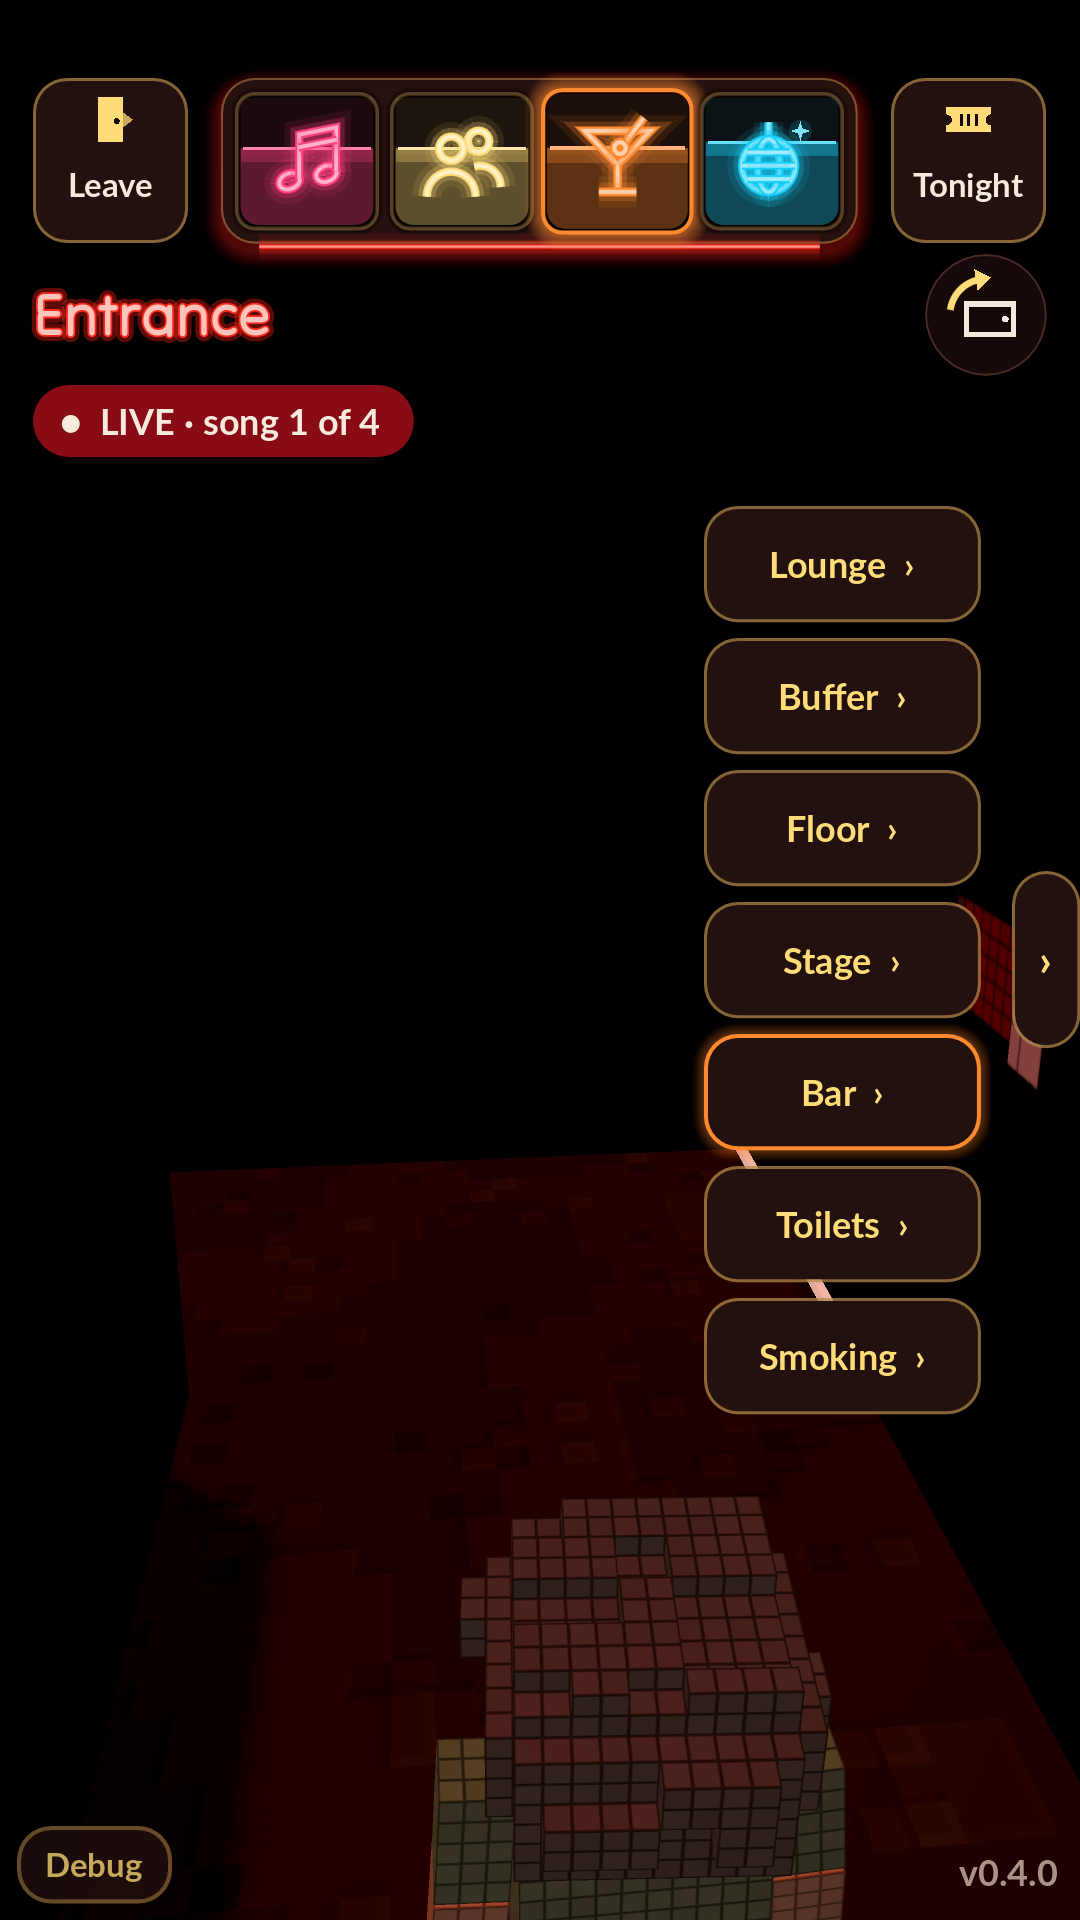 Leave
Tonight
Entrance
LIVE · song 1 of 4
Lounge ›
Buffer ›
Floor ›
Stage ›
›
Bar ›
Toilets ›
Smoking ›
Debug
v0.4.0